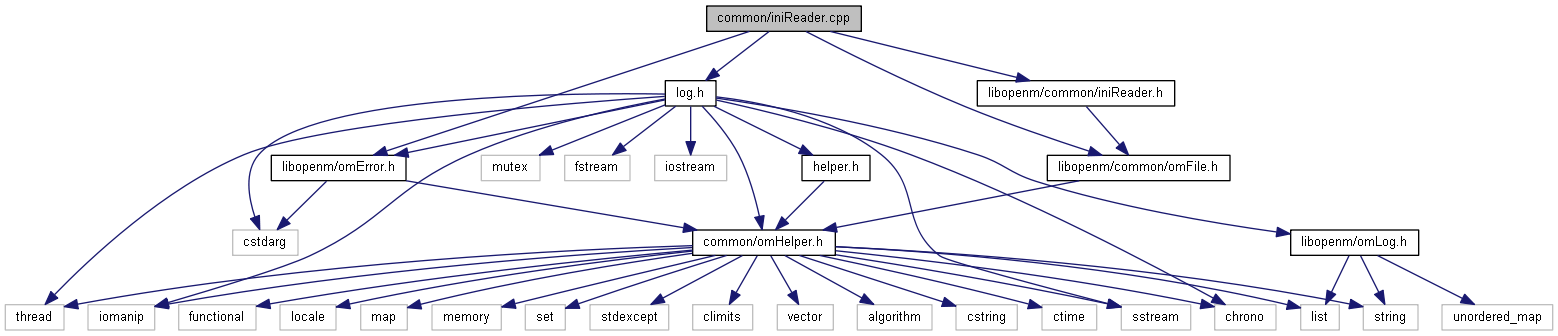 common/iniReader.cpp
log.h
libopenm/common/iniReader.h
libopenm/omError.h
mutex
fstream
iostream
helper.h
libopenm/common/omFile.h
cstdarg
common/omHelper.h
libopenm/omLog.h
thread
iomanip
functional
locale
map
memory
set
stdexcept
climits
vector
algorithm
cstring
ctime
sstream
chrono
list
string
unordered_map